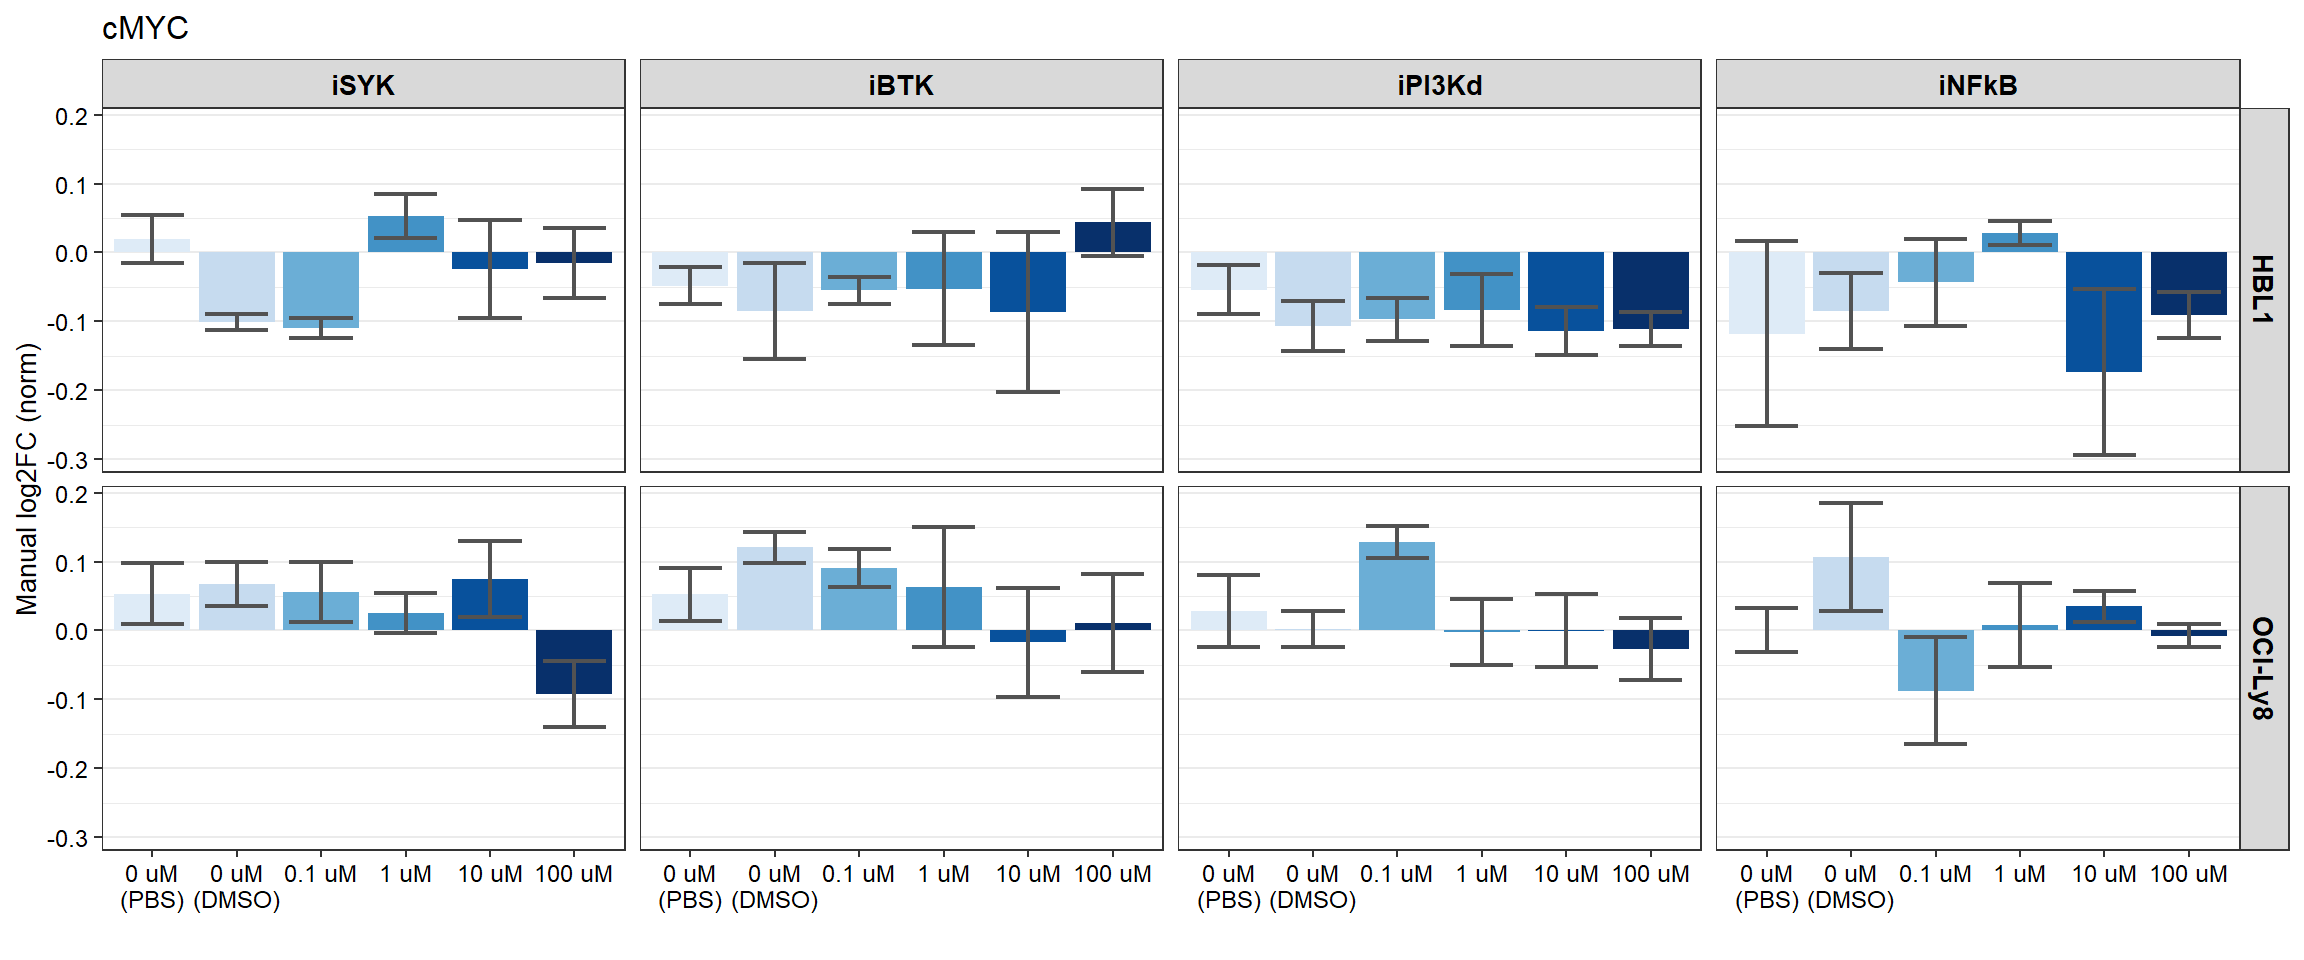 cMYC
iSYK
iBTK
iPI3Kd
iNFkB
Manual log2FC (norm)
0.2
0.1
0.0
-0.1
-0.2
-0.3
HBL1
0.2
0.1
0.0
-0.1
-0.2
-0.3
OCI-Ly8
0 uM (PBS)
0 uM (DMSO)
0.1 uM
1 uM
10 uM
100 uM
0 uM (PBS)
0 uM (DMSO)
0.1 uM
1 uM
10 uM
100 uM
0 uM (PBS)
0 uM (DMSO)
0.1 uM
1 uM
10 uM
100 uM
0 uM (PBS)
0 uM (DMSO)
0.1 uM
1 uM
10 uM
100 uM